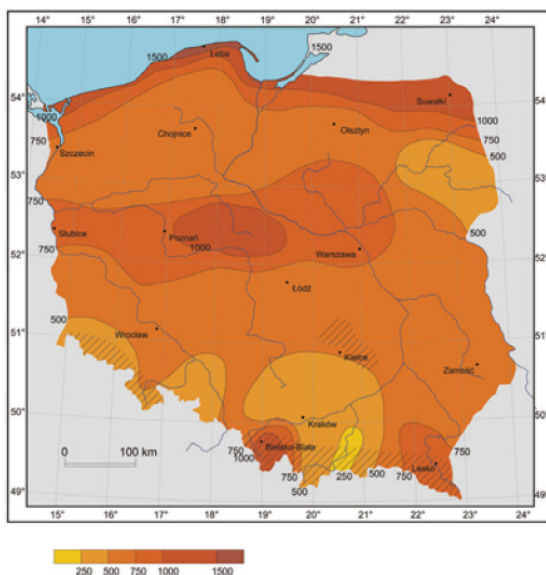 15° 16° 17° 18° 19° 20° 21° 22° 23° 24°
1500
Łeba
1500
54°
Suwałki
54°
1000
1000
750
Chojnice
Olsztyn
750
Szczecin
500
53°
53°
750
Słubice
Poznań
500
750
1000
Warszawa
52°
52°
Łódź
500
Wrocław
51°
51°
Kielce
Zamość
50°
Kraków
50°
Bielsko-Biała
750
1000
750
0 100 km
Lesko
750
500
250
500
750
49°
49°
15° 16° 17° 18° 19° 20° 21° 22° 23° 24°
250 500 750 1000 1500